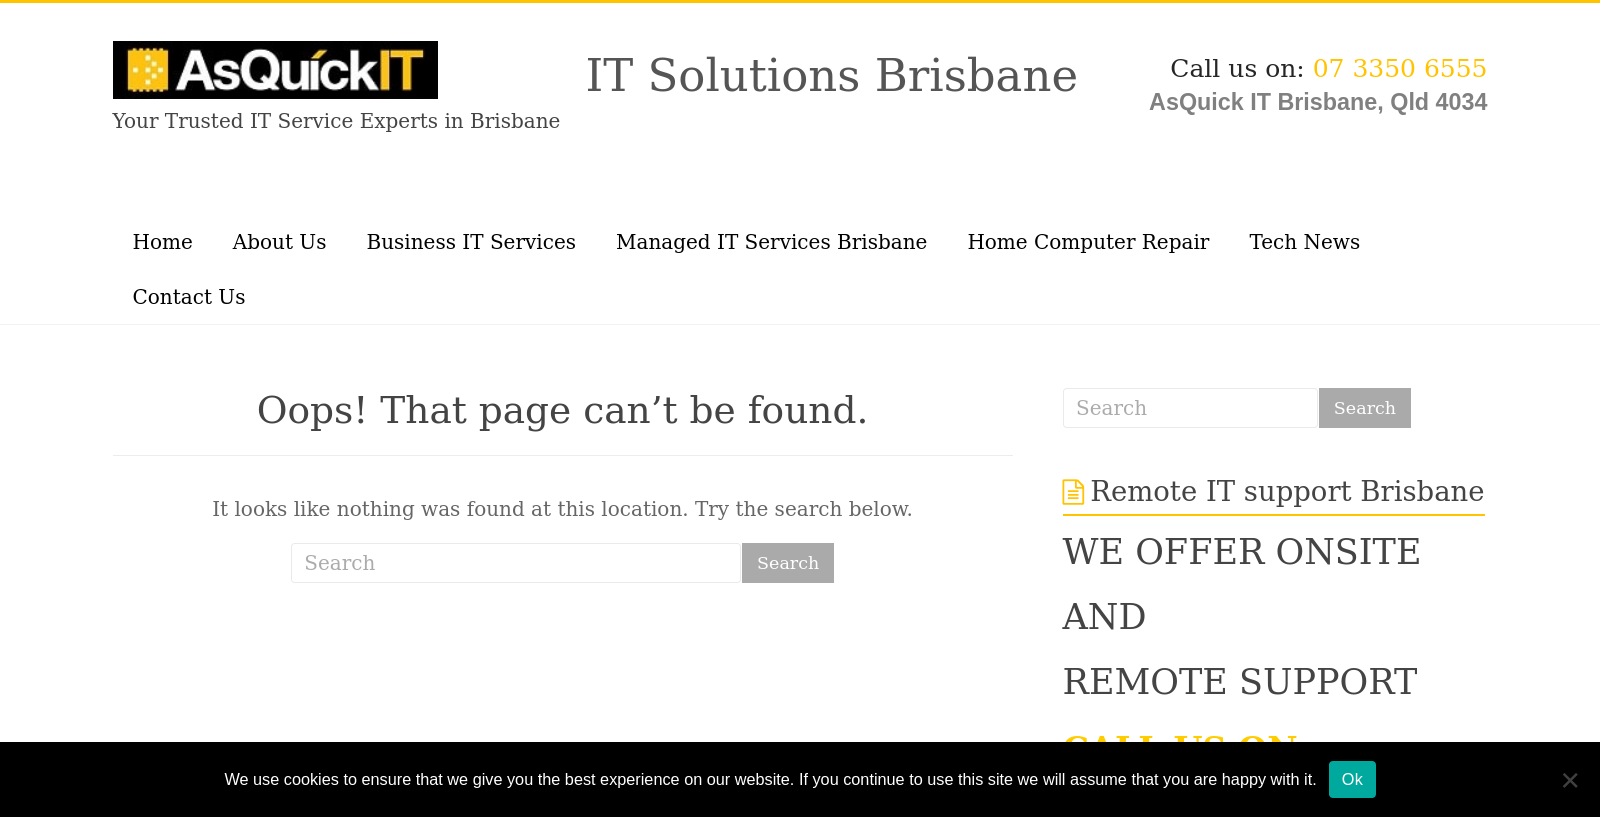 AsQuickIT
Your Trusted IT Service Experts in Brisbane
IT Solutions Brisbane
Call us on: 07 3350 6555
AsQuick IT Brisbane, Qld 4034
Home About Us Business IT Services Managed IT Services Brisbane Home Computer Repair Tech News
Contact Us
Oops! That page can’t be found.
It looks like nothing was found at this location. Try the search below.
Search Search
Search Search
Remote IT support Brisbane
WE OFFER ONSITE
AND
REMOTE SUPPORT
CALL US ON
We use cookies to ensure that we give you the best experience on our website. If you continue to use this site we will assume that you are happy with it. Ok